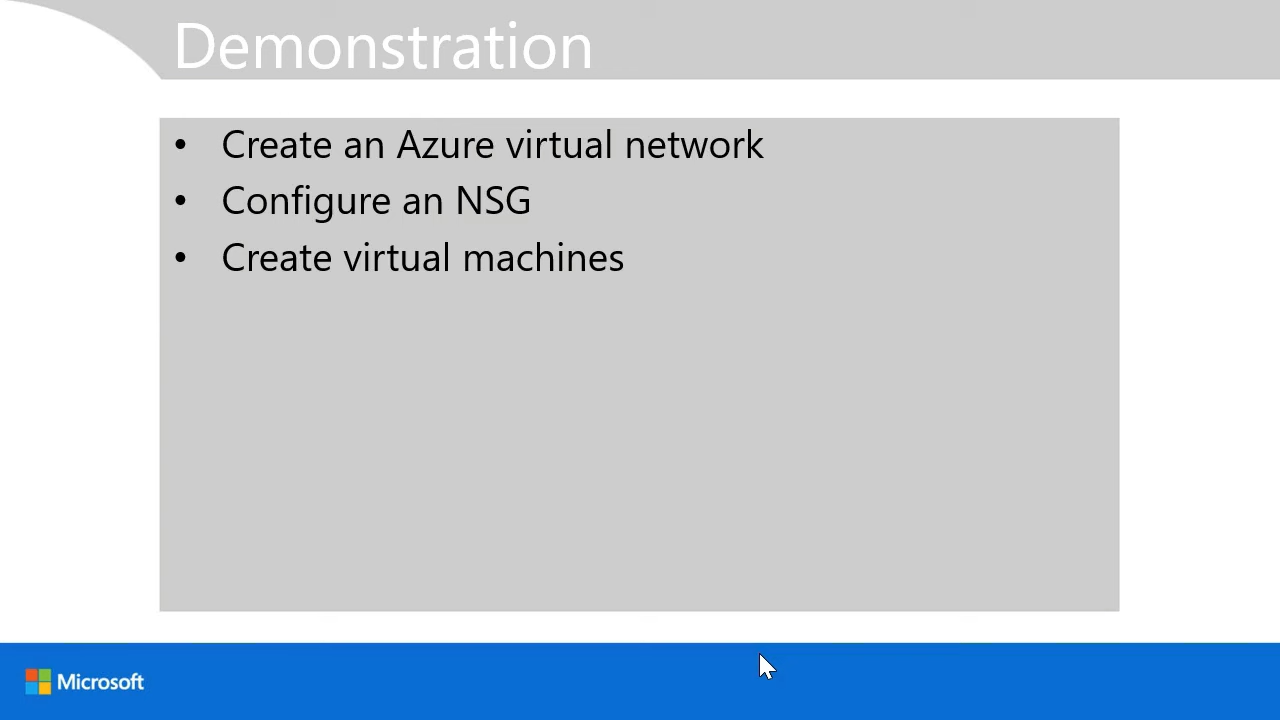 Demonstration
• Create an Azure virtual network
• Configure an NSG
• Create virtual machines
Microsoft